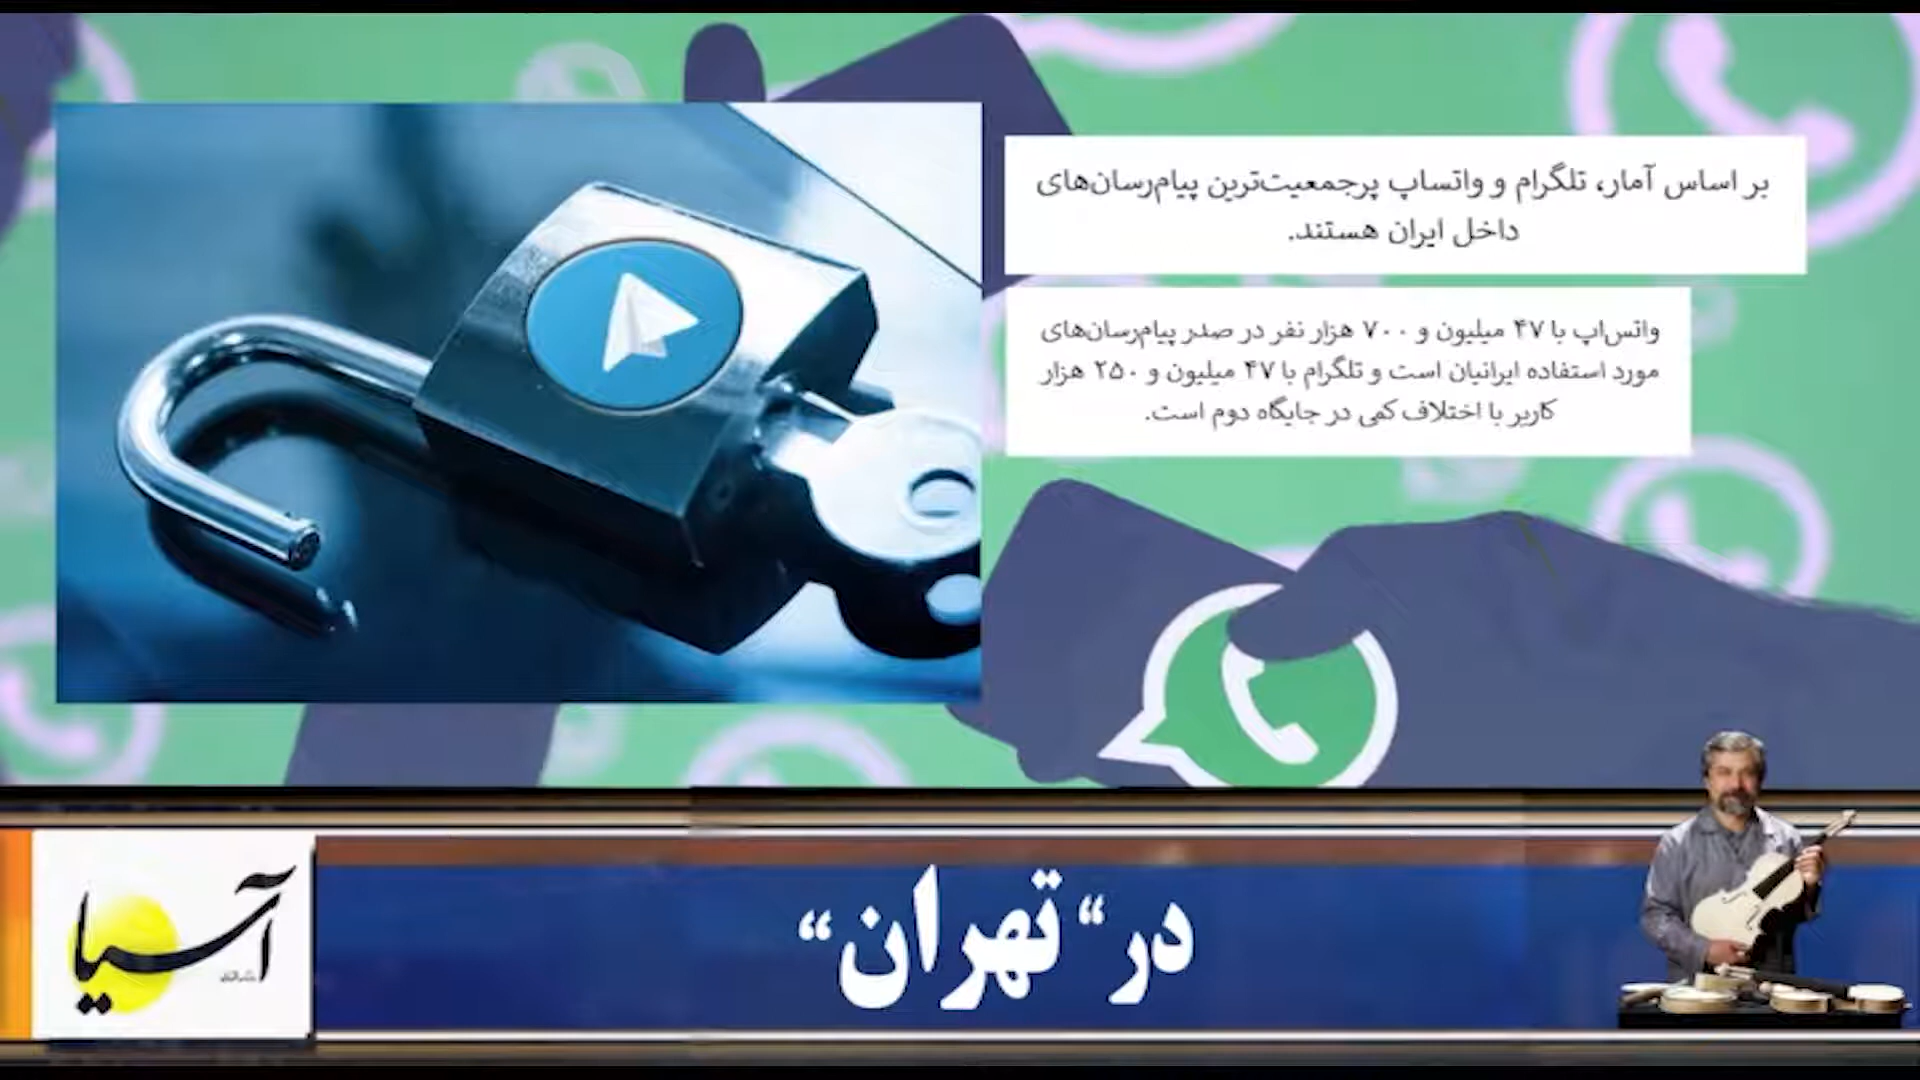 بر اساس آمار، تلگرام و واتساپ پرجمعیت‌ترین پیام‌رسان‌های
داخل ایران هستند.
واتس‌اپ با ۴۷ میلیون و ۷۰۰ هزار نفر در صدر پیام‌رسان‌های
مورد استفاده ایرانیان است و تلگرام با ۴۷ میلیون و ۲۵۰ هزار
کاربر با اختلاف کمی در جایگاه دوم است.
آسیا
در “تهران“